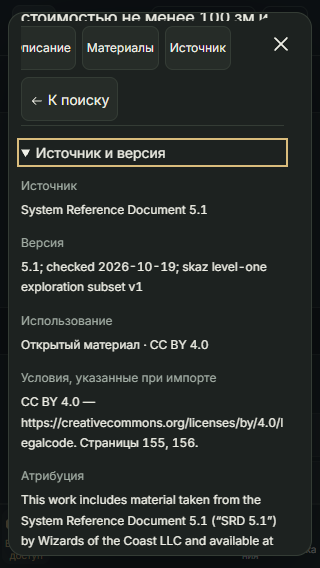 стоимостью не менее 100 зм и
писание Материалы Источник
← К поиску
▼ Источник и версия
Источник
System Reference Document 5.1
Версия
5.1; checked 2026-10-19; skaz level-one
exploration subset v1
Использование
Открытый материал · CC BY 4.0
Условия, указанные при импорте
CC BY 4.0 —
https://creativecommons.org/licenses/by/4.0/l
egalcode. Страницы 155, 156.
Атрибуция
This work includes material taken from the
System Reference Document 5.1 (“SRD 5.1”)
by Wizards of the Coast LLC and available at